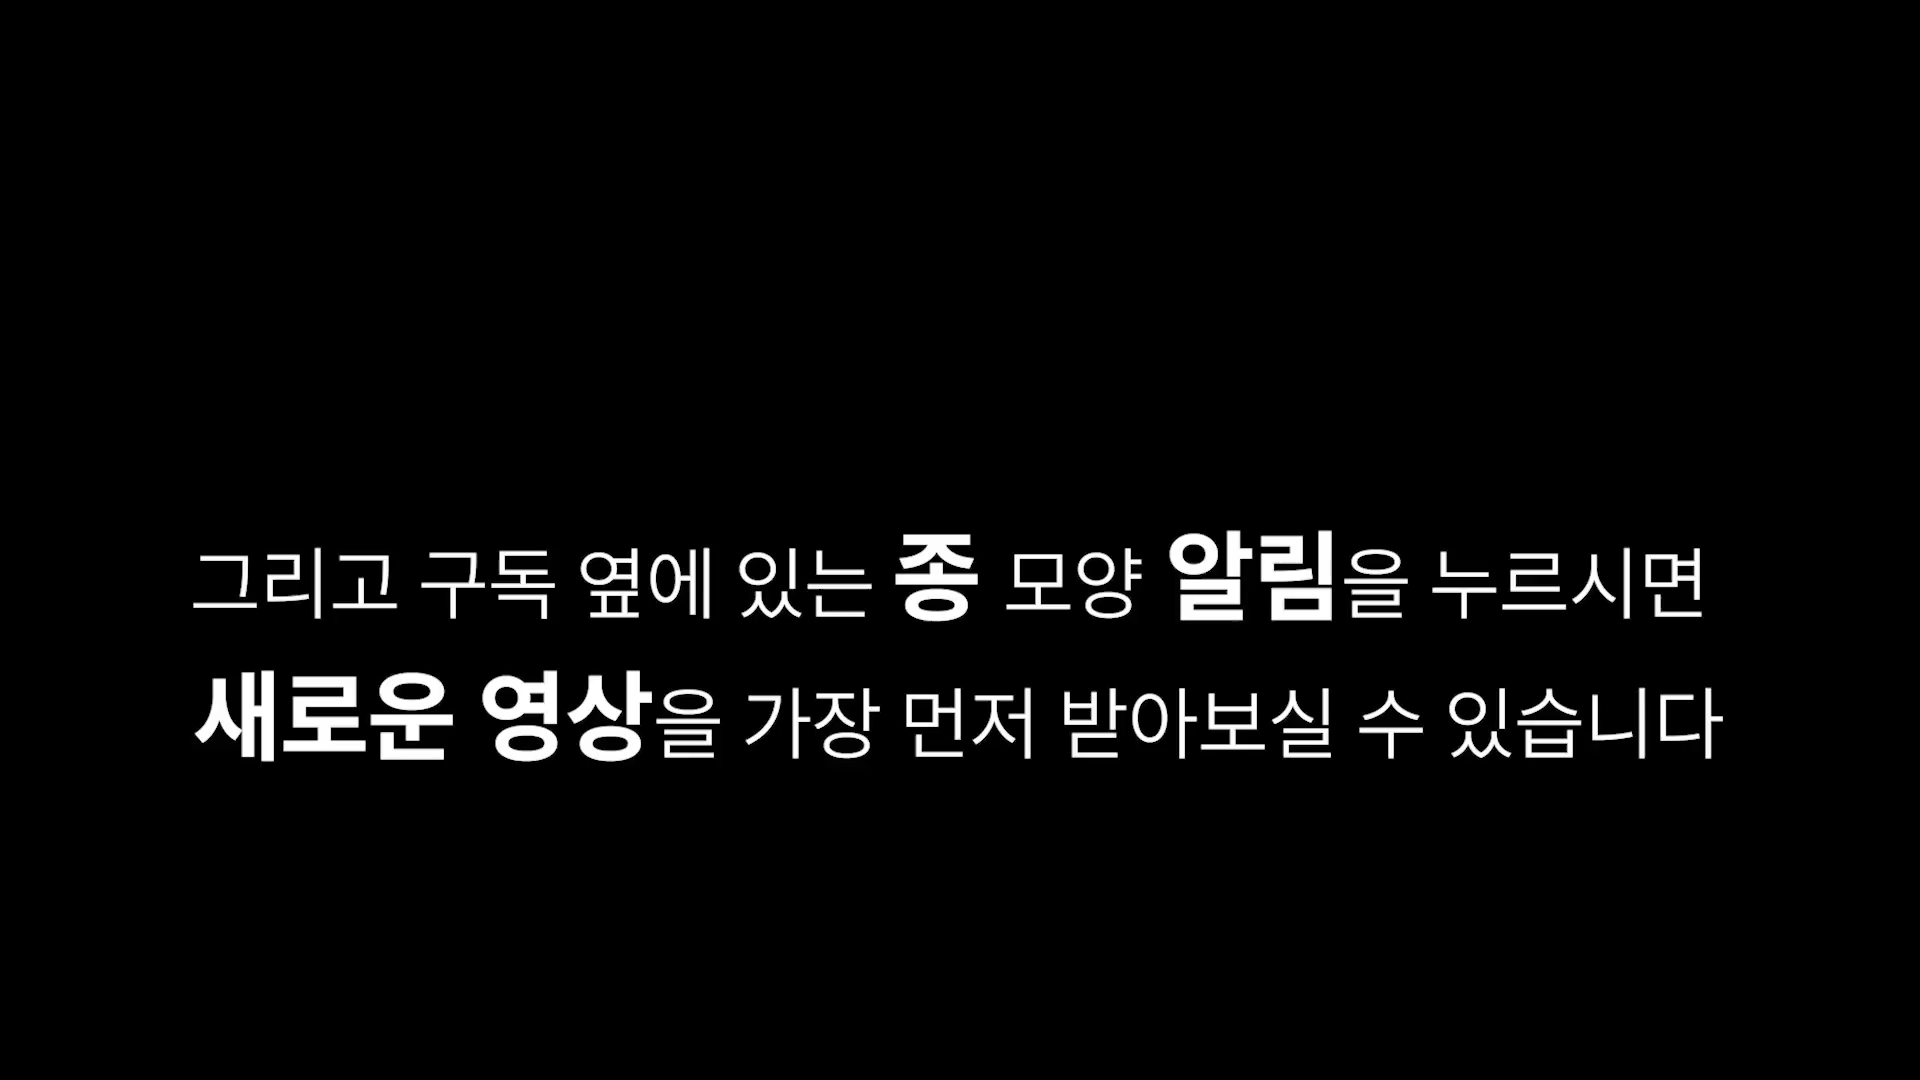 그리고 구독 옆에 있는 종 모양 알림을 누르시면
새로운 영상을 가장 먼저 받아보실 수 있습니다